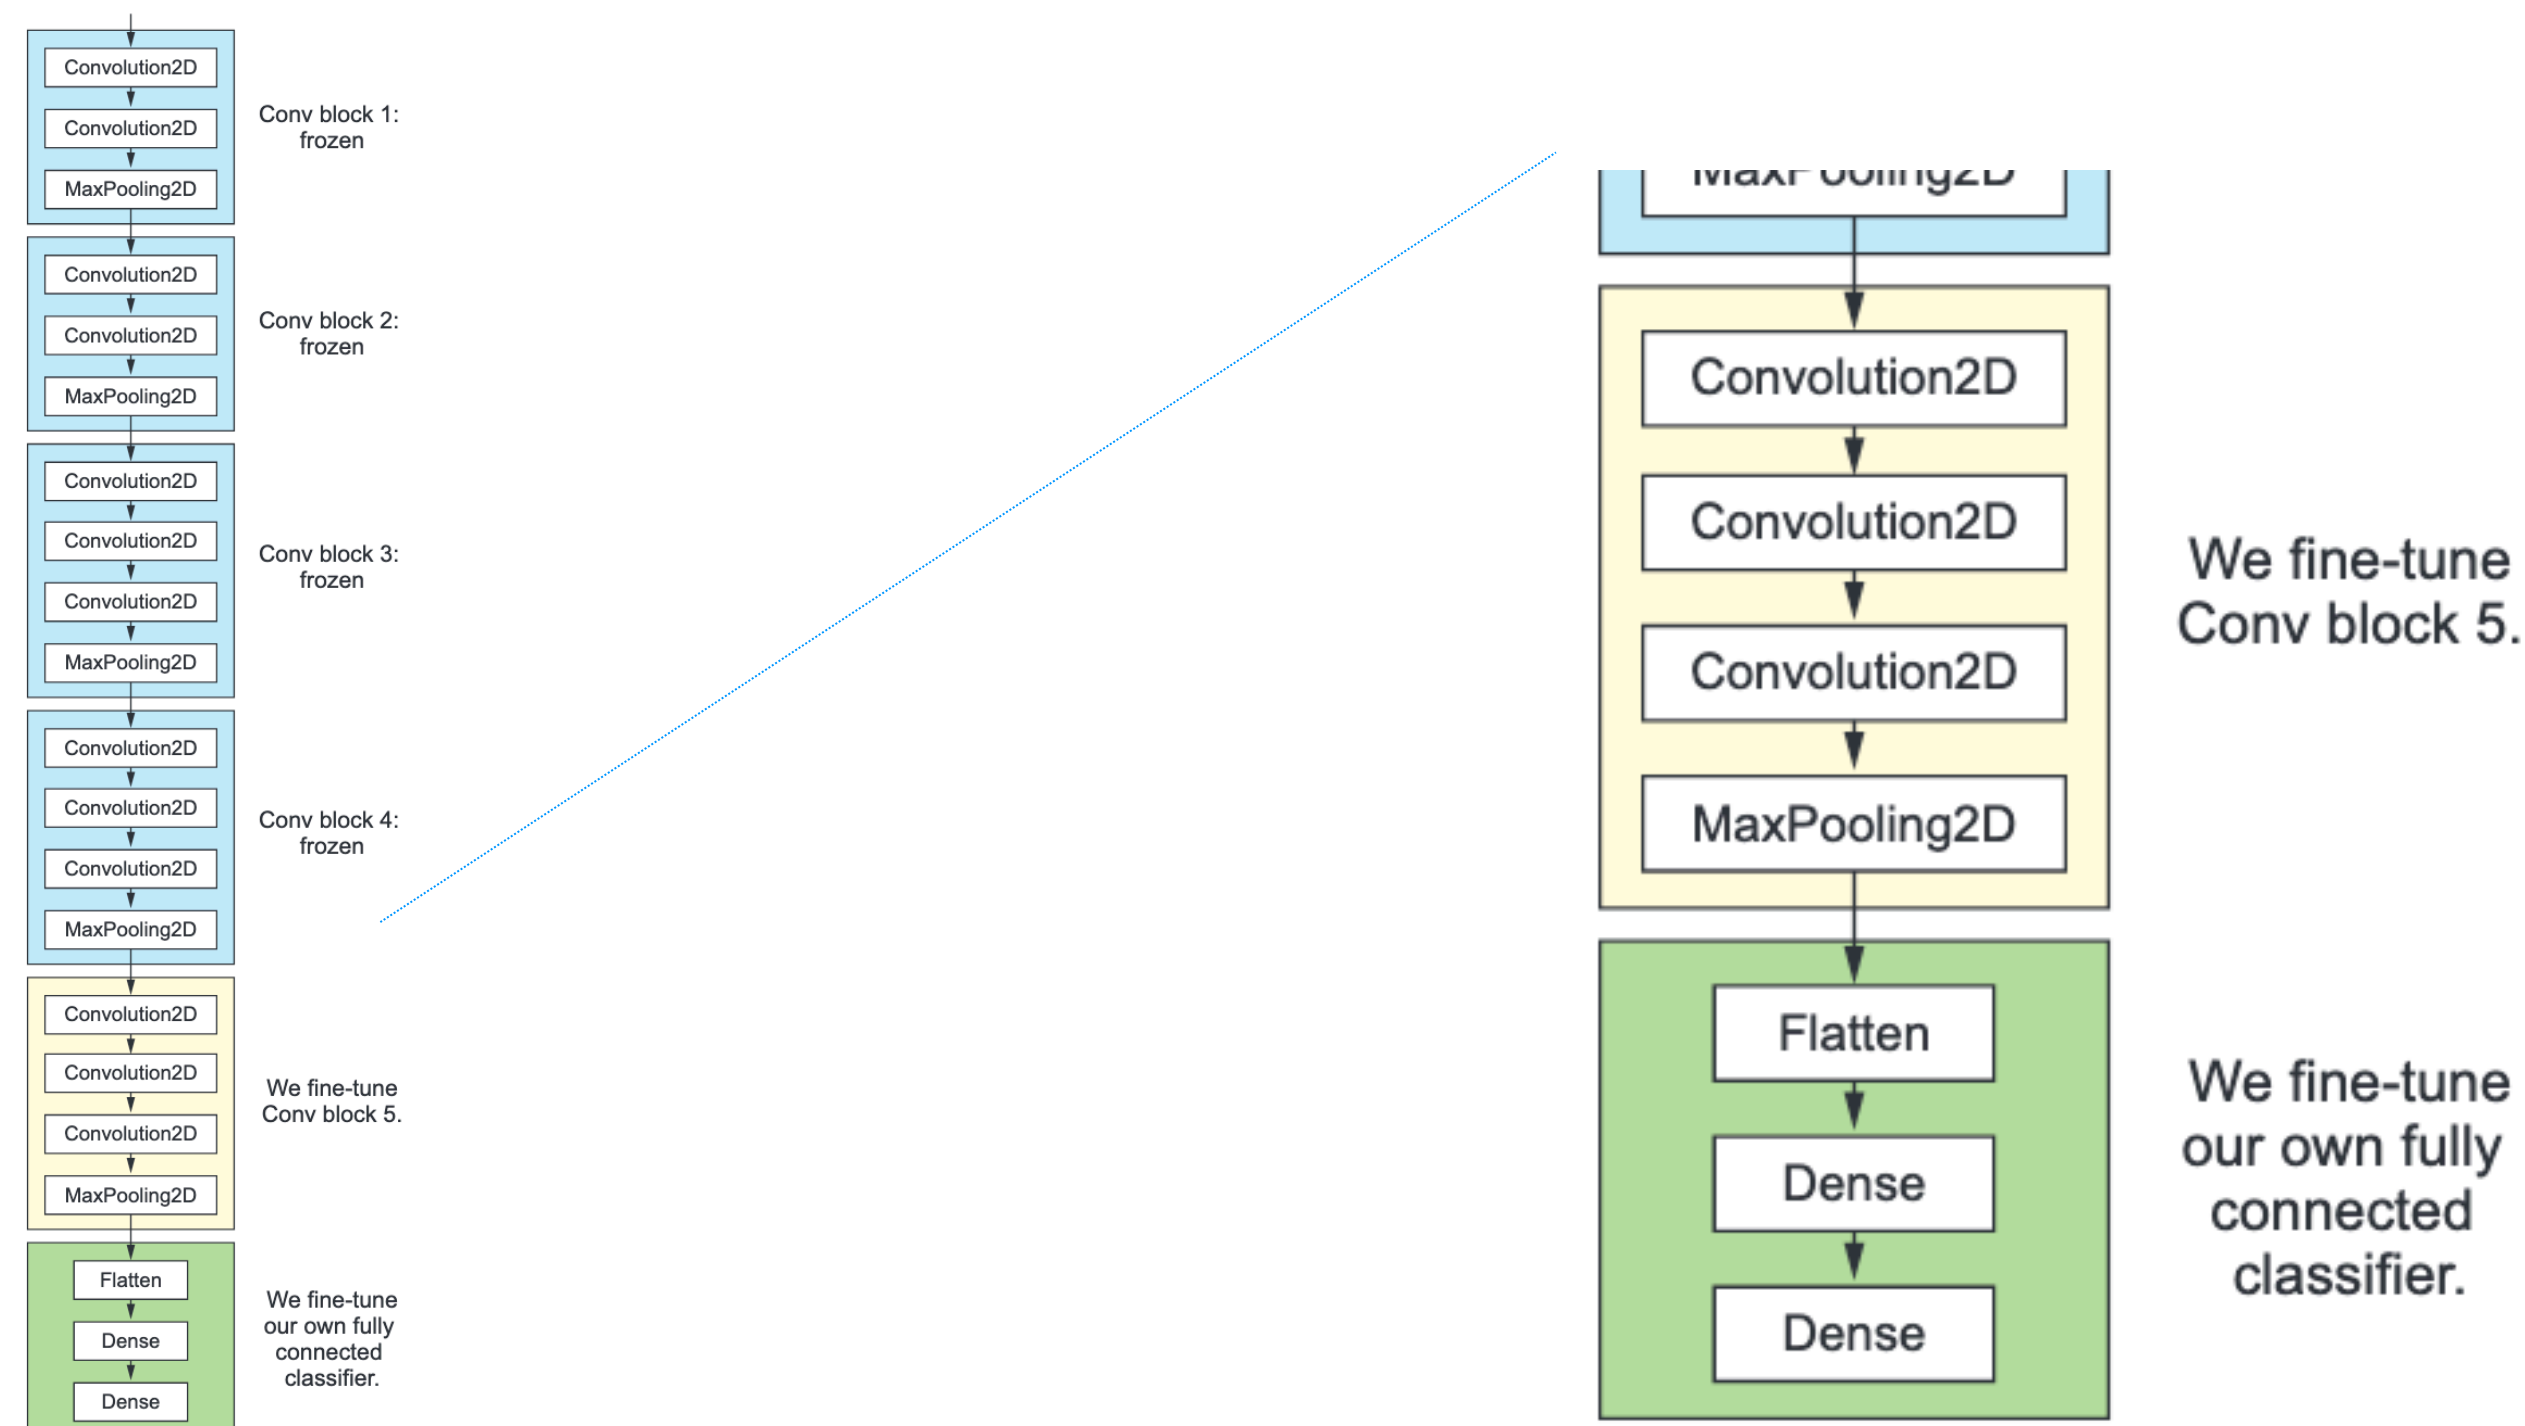 Convolution2D
Convolution2D
MaxPooling2D
Conv block 1:
frozen
Convolution2D
Convolution2D
MaxPooling2D
Conv block 2:
frozen
Convolution2D
Convolution2D
Convolution2D
MaxPooling2D
Conv block 3:
frozen
Convolution2D
Convolution2D
Convolution2D
MaxPooling2D
Conv block 4:
frozen
Convolution2D
Convolution2D
Convolution2D
MaxPooling2D
We fine-tune
Conv block 5.
Flatten
Dense
Dense
We fine-tune
our own fully
connected
classifier.
MaxPooling2D
Convolution2D
Convolution2D
Convolution2D
MaxPooling2D
We fine-tune
Conv block 5.
Flatten
Dense
Dense
We fine-tune
our own fully
connected
classifier.